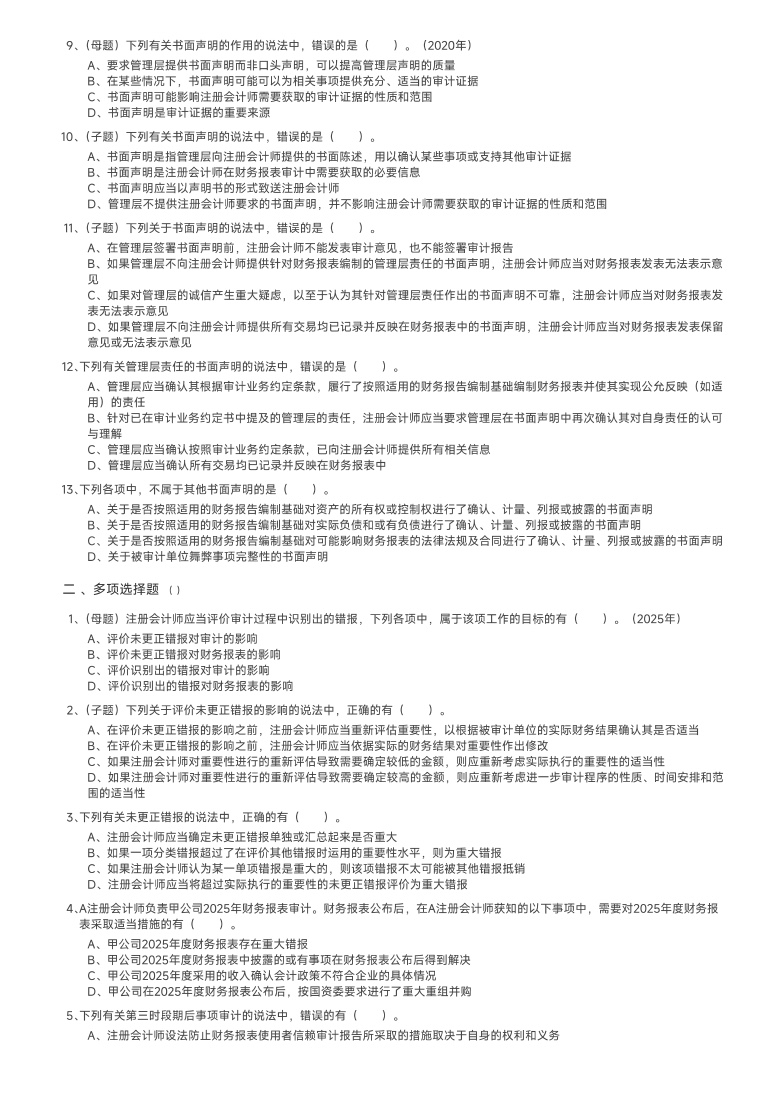 9、（母题）下列有关书面声明的作用的说法中，错误的是（　　）。（2020年）
A、要求管理层提供书面声明而非口头声明，可以提高管理层声明的质量
B、在某些情况下，书面声明可能可以为相关事项提供充分、适当的审计证据
C、书面声明可能影响注册会计师需要获取的审计证据的性质和范围
D、书面声明是审计证据的重要来源
10、（子题）下列有关书面声明的说法中，错误的是（　　）。
A、书面声明是指管理层向注册会计师提供的书面陈述，用以确认某些事项或支持其他审计证据
B、书面声明是注册会计师在财务报表审计中需要获取的必要信息
C、书面声明应当以声明书的形式致送注册会计师
D、管理层不提供注册会计师要求的书面声明，并不影响注册会计师需要获取的审计证据的性质和范围
11、（子题）下列关于书面声明的说法中，错误的是（　　）。
A、在管理层签署书面声明前，注册会计师不能发表审计意见，也不能签署审计报告
B、如果管理层不向注册会计师提供针对财务报表编制的管理层责任的书面声明，注册会计师应当对财务报表发表无法表示意
见
C、如果对管理层的诚信产生重大疑虑，以至于认为其针对管理层责任作出的书面声明不可靠，注册会计师应当对财务报表发
表无法表示意见
D、如果管理层不向注册会计师提供所有交易均已记录并反映在财务报表中的书面声明，注册会计师应当对财务报表发表保留
意见或无法表示意见
12、下列有关管理层责任的书面声明的说法中，错误的是（　　）。
A、管理层应当确认其根据审计业务约定条款，履行了按照适用的财务报告编制基础编制财务报表并使其实现公允反映（如适
用）的责任
B、针对已在审计业务约定书中提及的管理层的责任，注册会计师应当要求管理层在书面声明中再次确认其对自身责任的认可
与理解
C、管理层应当确认按照审计业务约定条款，已向注册会计师提供所有相关信息
D、管理层应当确认所有交易均已记录并反映在财务报表中
13、下列各项中，不属于其他书面声明的是（　　）。
A、关于是否按照适用的财务报告编制基础对资产的所有权或控制权进行了确认、计量、列报或披露的书面声明
B、关于是否按照适用的财务报告编制基础对实际负债和或有负债进行了确认、计量、列报或披露的书面声明
C、关于是否按照适用的财务报告编制基础对可能影响财务报表的法律法规及合同进行了确认、计量、列报或披露的书面声明
D、关于被审计单位舞弊事项完整性的书面声明
二 、多项选择题 （ ）
1、（母题）注册会计师应当评价审计过程中识别出的错报，下列各项中，属于该项工作的目标的有（　　）。（2025年）
A、评价未更正错报对审计的影响
B、评价未更正错报对财务报表的影响
C、评价识别出的错报对审计的影响
D、评价识别出的错报对财务报表的影响
2、（子题）下列关于评价未更正错报的影响的说法中，正确的有（　　）。
A、在评价未更正错报的影响之前，注册会计师应当重新评估重要性，以根据被审计单位的实际财务结果确认其是否适当
B、在评价未更正错报的影响之前，注册会计师应当依据实际的财务结果对重要性作出修改
C、如果注册会计师对重要性进行的重新评估导致需要确定较低的金额，则应重新考虑实际执行的重要性的适当性
D、如果注册会计师对重要性进行的重新评估导致需要确定较高的金额，则应重新考虑进一步审计程序的性质、时间安排和范
围的适当性
3、下列有关未更正错报的说法中，正确的有（　　）。
A、注册会计师应当确定未更正错报单独或汇总起来是否重大
B、如果一项分类错报超过了在评价其他错报时运用的重要性水平，则为重大错报
C、如果注册会计师认为某一单项错报是重大的，则该项错报不太可能被其他错报抵销
D、注册会计师应当将超过实际执行的重要性的未更正错报评价为重大错报
4、A注册会计师负责甲公司2025年财务报表审计。财务报表公布后，在A注册会计师获知的以下事项中，需要对2025年度财务报
表采取适当措施的有（　　）。
A、甲公司2025年度财务报表存在重大错报
B、甲公司2025年度财务报表中披露的或有事项在财务报表公布后得到解决
C、甲公司2025年度采用的收入确认会计政策不符合企业的具体情况
D、甲公司在2025年度财务报表公布后，按国资委要求进行了重大重组并购
5、下列有关第三时段期后事项审计的说法中，错误的有（　　）。
A、注册会计师设法防止财务报表使用者信赖审计报告所采取的措施取决于自身的权利和义务